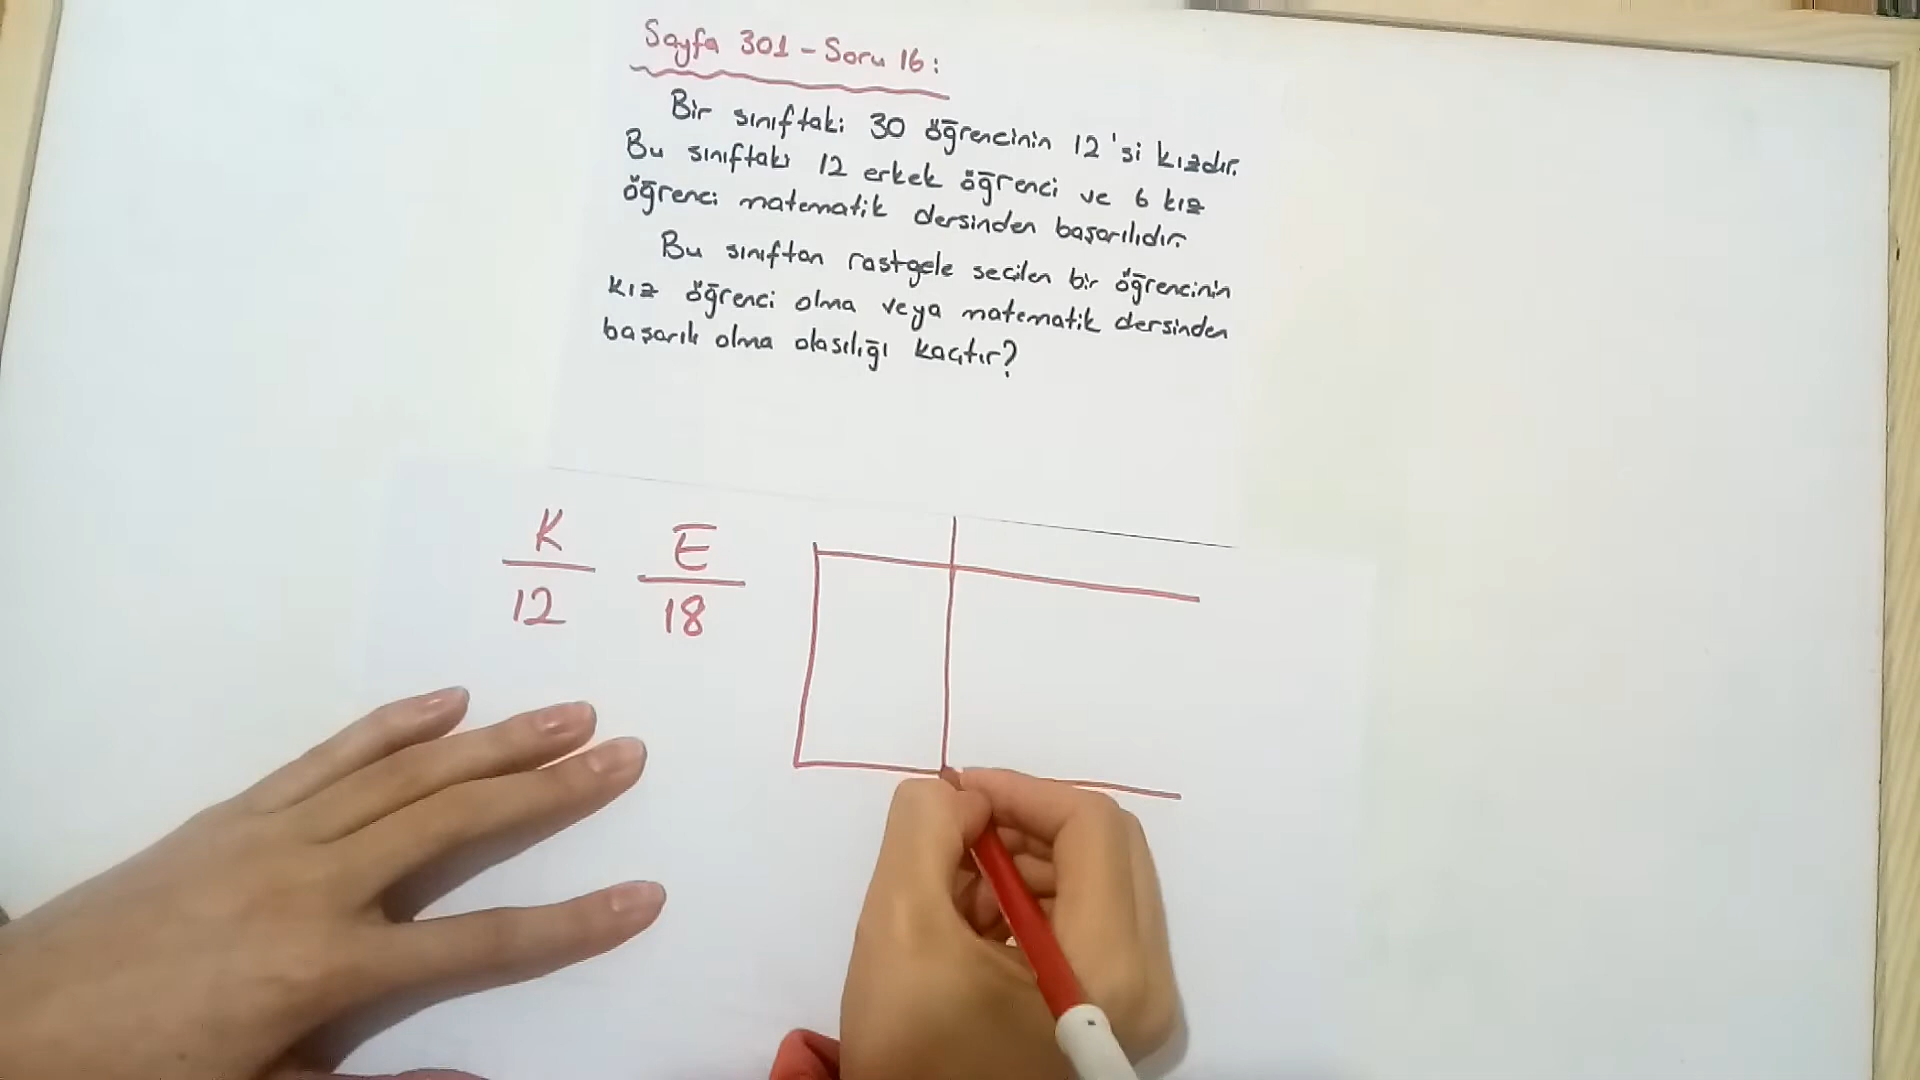 Sayfa 301 - Soru 16:
Bir sınıftaki 30 öğrencinin 12'si kızdır.
Bu sınıftaki 12 erkek öğrenci ve 6 kız
öğrenci matematik dersinden başarılıdır.
Bu sınıftan rastgele seçilen bir öğrencinin
kız öğrenci olma veya matematik dersinden
başarılı olma olasılığı kaçtır?
K E
12 18